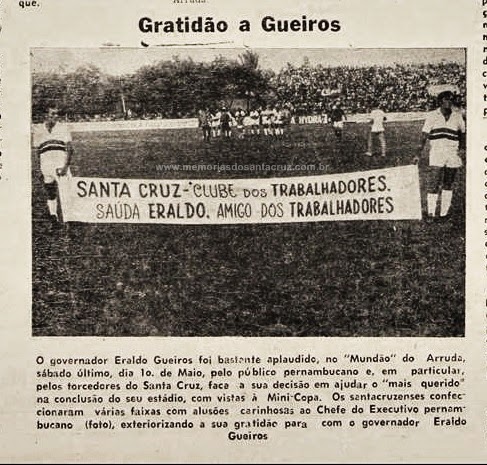 que.
Arruda
Gratidão a Gueiros
A HYDRA
www.memoriasdosantacruz.com.br
SANTA CRUZ-CLUBE DOS TRABALHADORES.
SAÚDA ERALDO. AMIGO DOS TRABALHADORES
O governador Eraldo Gueiros foi bastante aplaudido, no "Mundão" do Arruda,
sábado último, dia 1o. de Maio, pelo público pernambucano e, em particular,
pelos torcedores do Santa Cruz, face a sua decisão em ajudar o "mais querido"
na conclusão do seu estádio, com vistas à Mini-Copa. Os santacruzenses confec-
cionaram várias faixas com alusões carinhosas ao Chefe do Executivo pernam-
bucano (foto), exteriorizando a sua gratidão para com o governador Eraldo
Gueiros